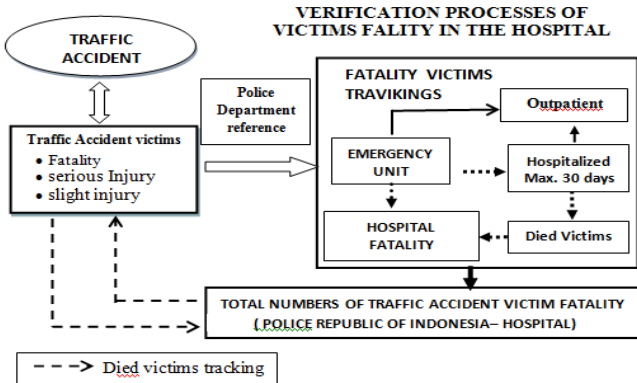 VERIFICATION PROCESSES OF
VICTIMS FALITY IN THE HOSPITAL
TRAFFIC
ACCIDENT
Police
Department
reference
Traffic Accident victims
• Fatality
• serious Injury
• slight injury
FATALITY VICTIMS
TRAVIKINGS
Outpatient
EMERGENCY
UNIT
Hospitalized
Max. 30 days
HOSPITAL
FATALITY
Died Victims
TOTAL NUMBERS OF TRAFFIC ACCIDENT VICTIM FATALITY
( POLICE REPUBLIC OF INDONESIA– HOSPITAL)
Died victims tracking